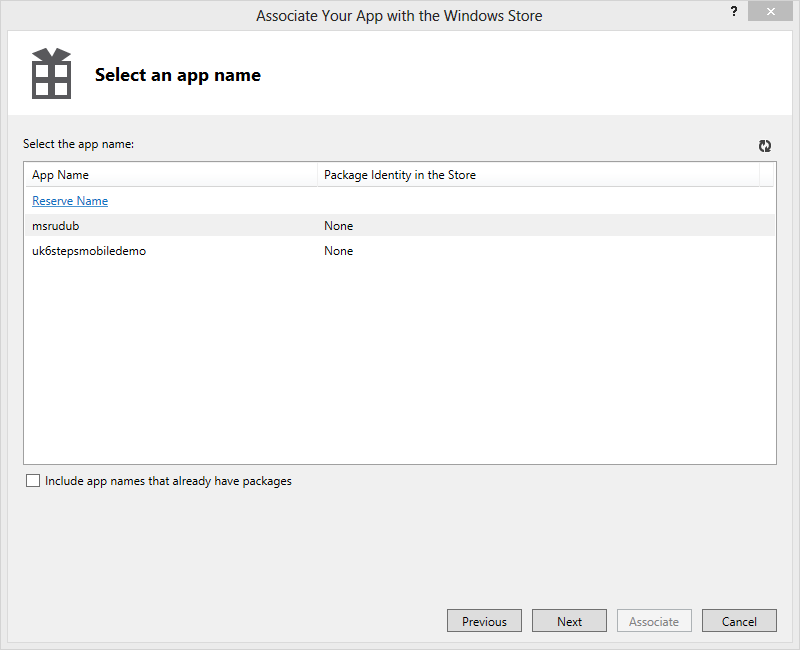 Associate Your App with the Windows Store
?
Select an app name
Select the app name:
App Name Package Identity in the Store
Reserve Name
msrudub None
uk6stepsmobiledemo None
Include app names that already have packages
Previous Next Associate Cancel